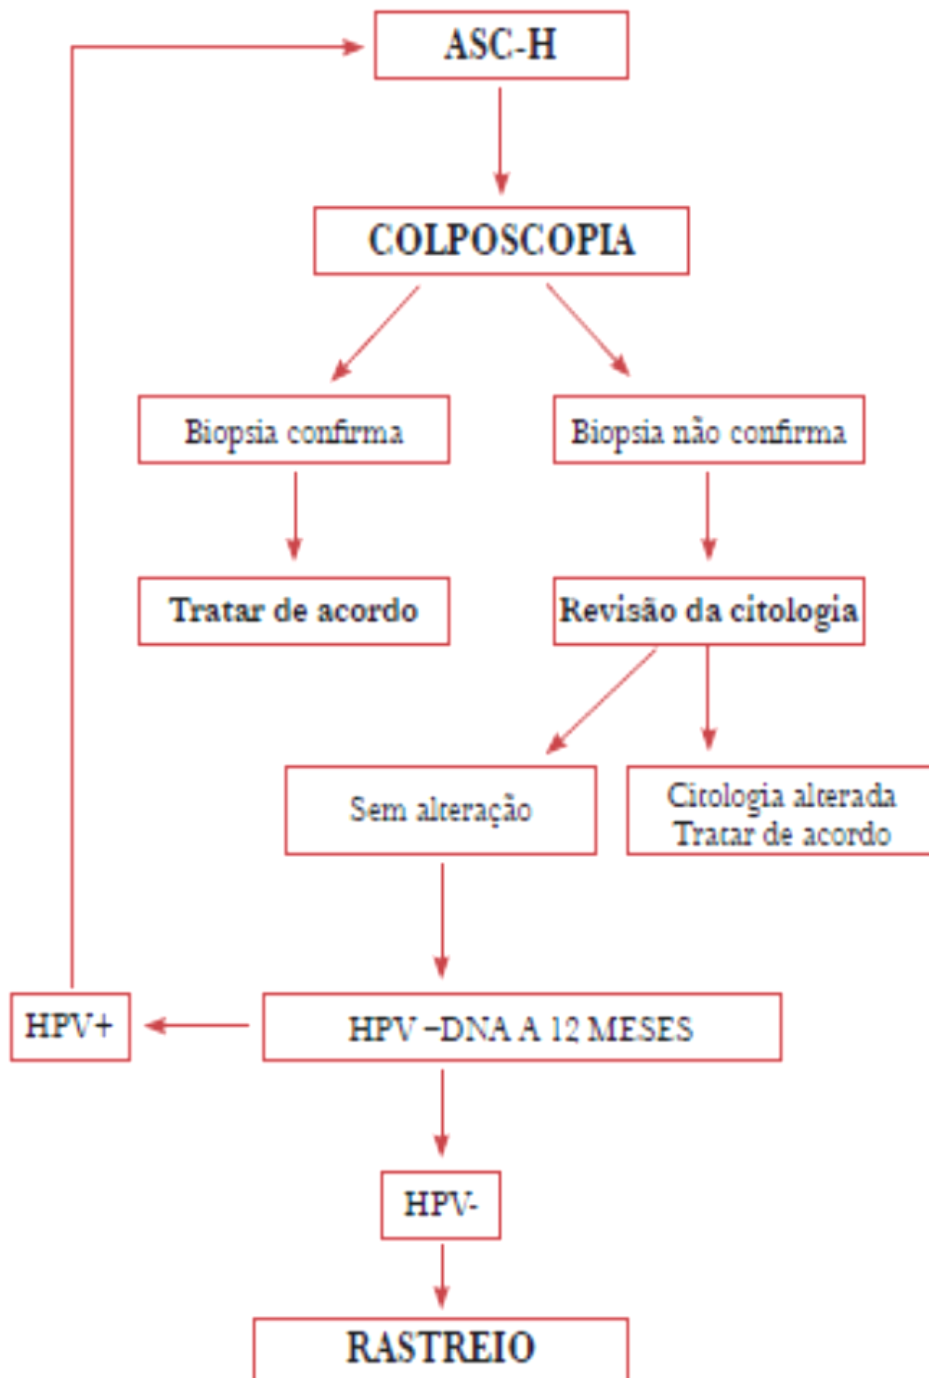 ASC-H
COLPOSCOPIA
Biopsia confirma
Biopsia não confirma
Tratar de acordo
Revisão da citologia
Sem alteração
Citologia alterada
Tratar de acordo
HPV+
HPV –DNA A 12 MESES
HPV-
RASTREIO